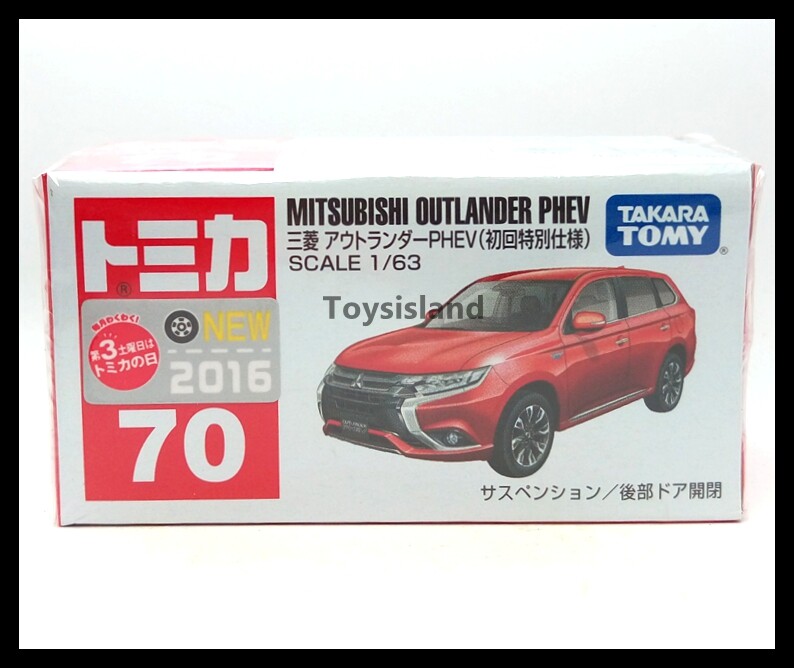 トミカ
®
MITSUBISHI OUTLANDER PHEV
三菱 アウトランダーPHEV(初回特別仕様)
SCALE 1/63
TAKARA
TOMY
®
Toysisland
毎月わくわく!
第3土曜日は
トミカの日
NEW
2016
70
サスペンション/後部ドア開閉